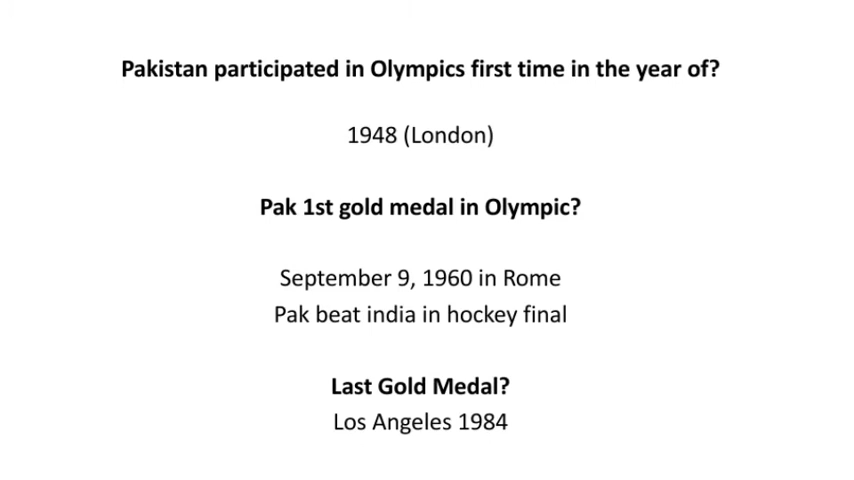 Pakistan participated in Olympics first time in the year of?
1948 (London)
Pak 1st gold medal in Olympic?
September 9, 1960 in Rome
Pak beat india in hockey final
Last Gold Medal?
Los Angeles 1984